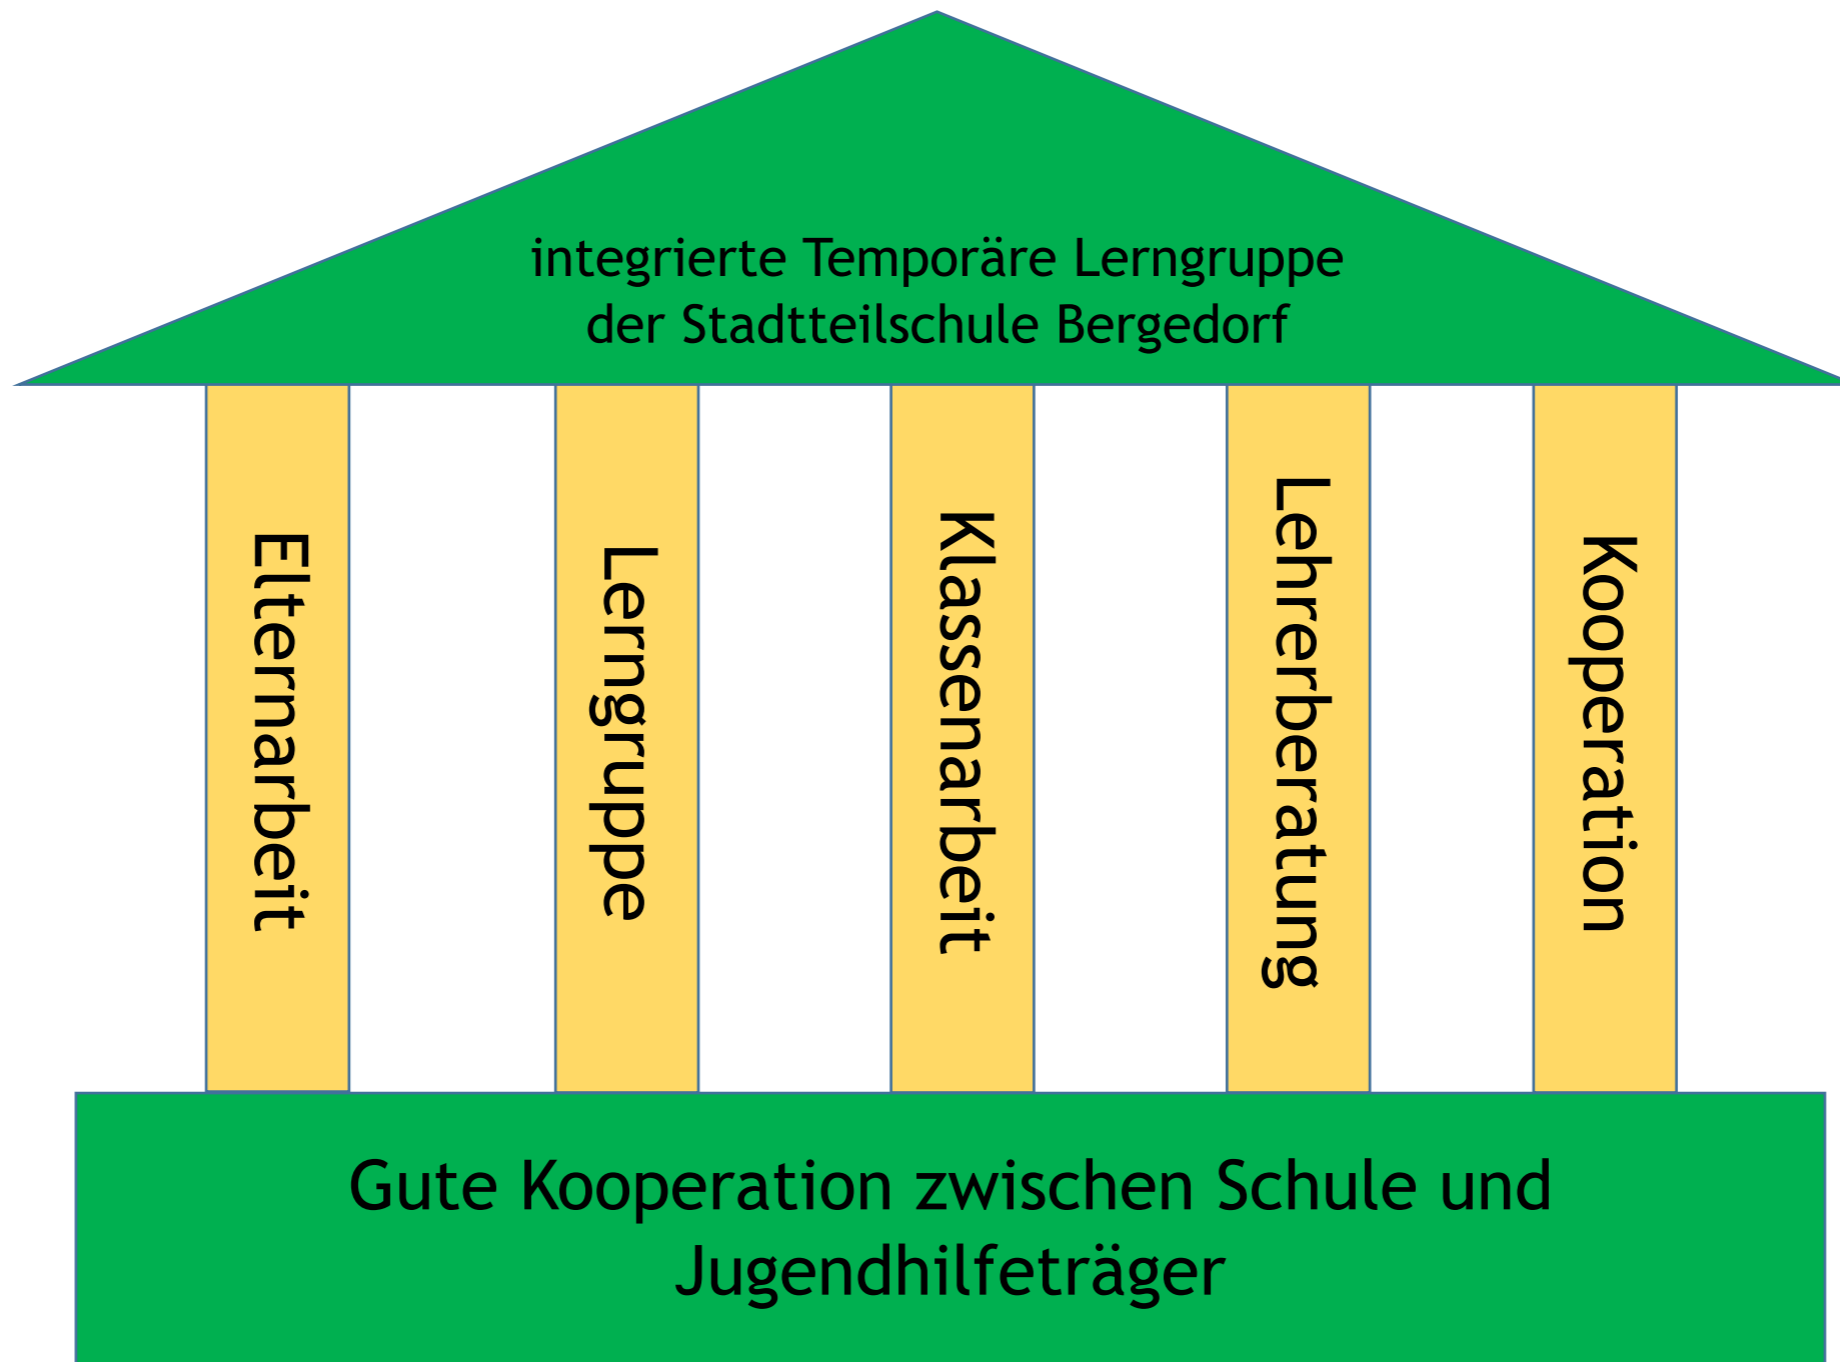 integrierte Temporäre Lerngruppe
der Stadtteilschule Bergedorf
Elternarbeit
Lerngruppe
Klassenarbeit
Lehrerberatung
Kooperation
Gute Kooperation zwischen Schule und
Jugendhilfeträger